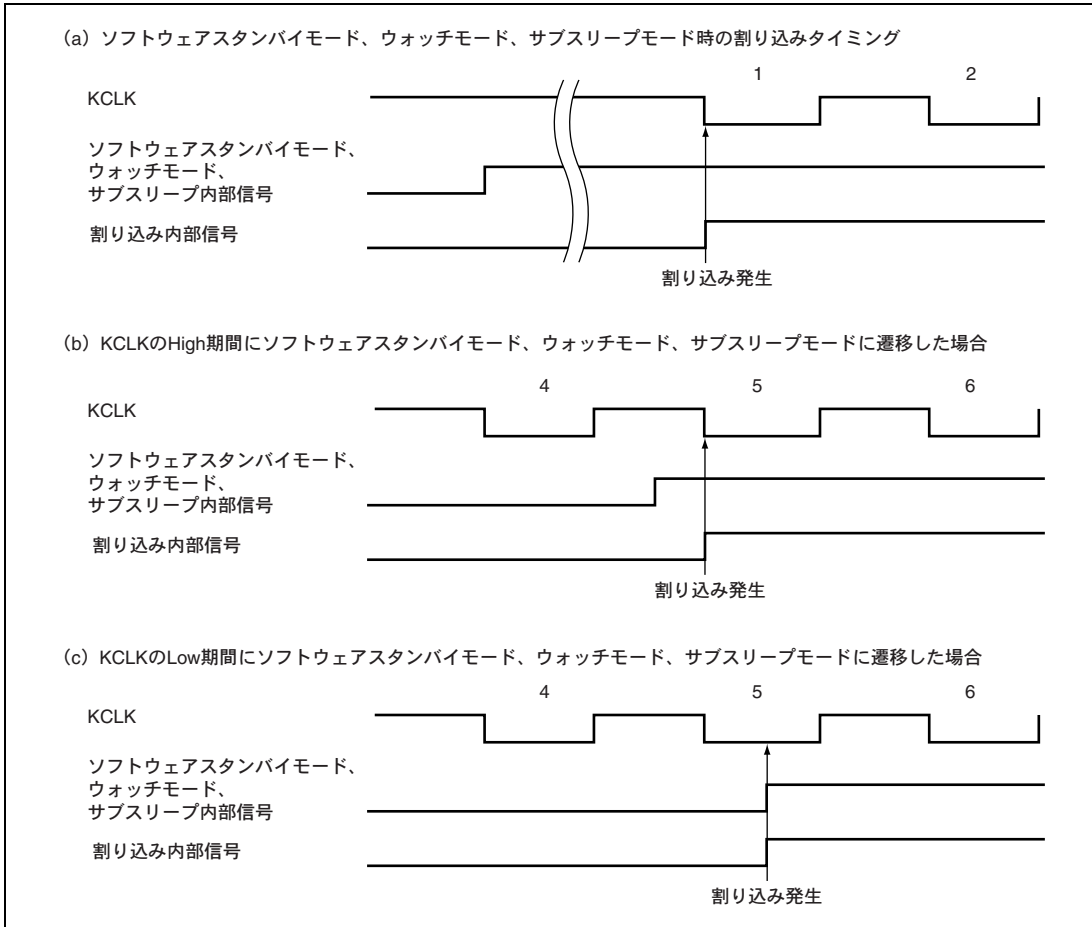 (a) ソフトウェアスタンバイモード、ウォッチモード、サブスリープモード時の割り込みタイミング
1 2
KCLK
ソフトウェアスタンバイモード、
ウォッチモード、
サブスリープ内部信号
割り込み内部信号
割り込み発生
(b) KCLKのHigh期間にソフトウェアスタンバイモード、ウォッチモード、サブスリープモードに遷移した場合
4 5 6
KCLK
ソフトウェアスタンバイモード、
ウォッチモード、
サブスリープ内部信号
割り込み内部信号
割り込み発生
(c) KCLKのLow期間にソフトウェアスタンバイモード、ウォッチモード、サブスリープモードに遷移した場合
4 5 6
KCLK
ソフトウェアスタンバイモード、
ウォッチモード、
サブスリープ内部信号
割り込み内部信号
割り込み発生